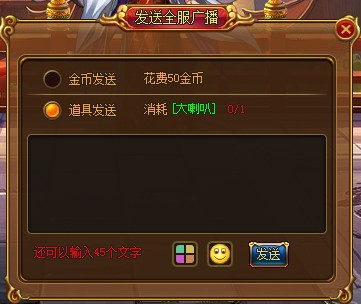 发送全服广播
金币发送 花费50金币
道具发送 消耗 [大喇叭] 0/1
还可以输入45个文字
发送